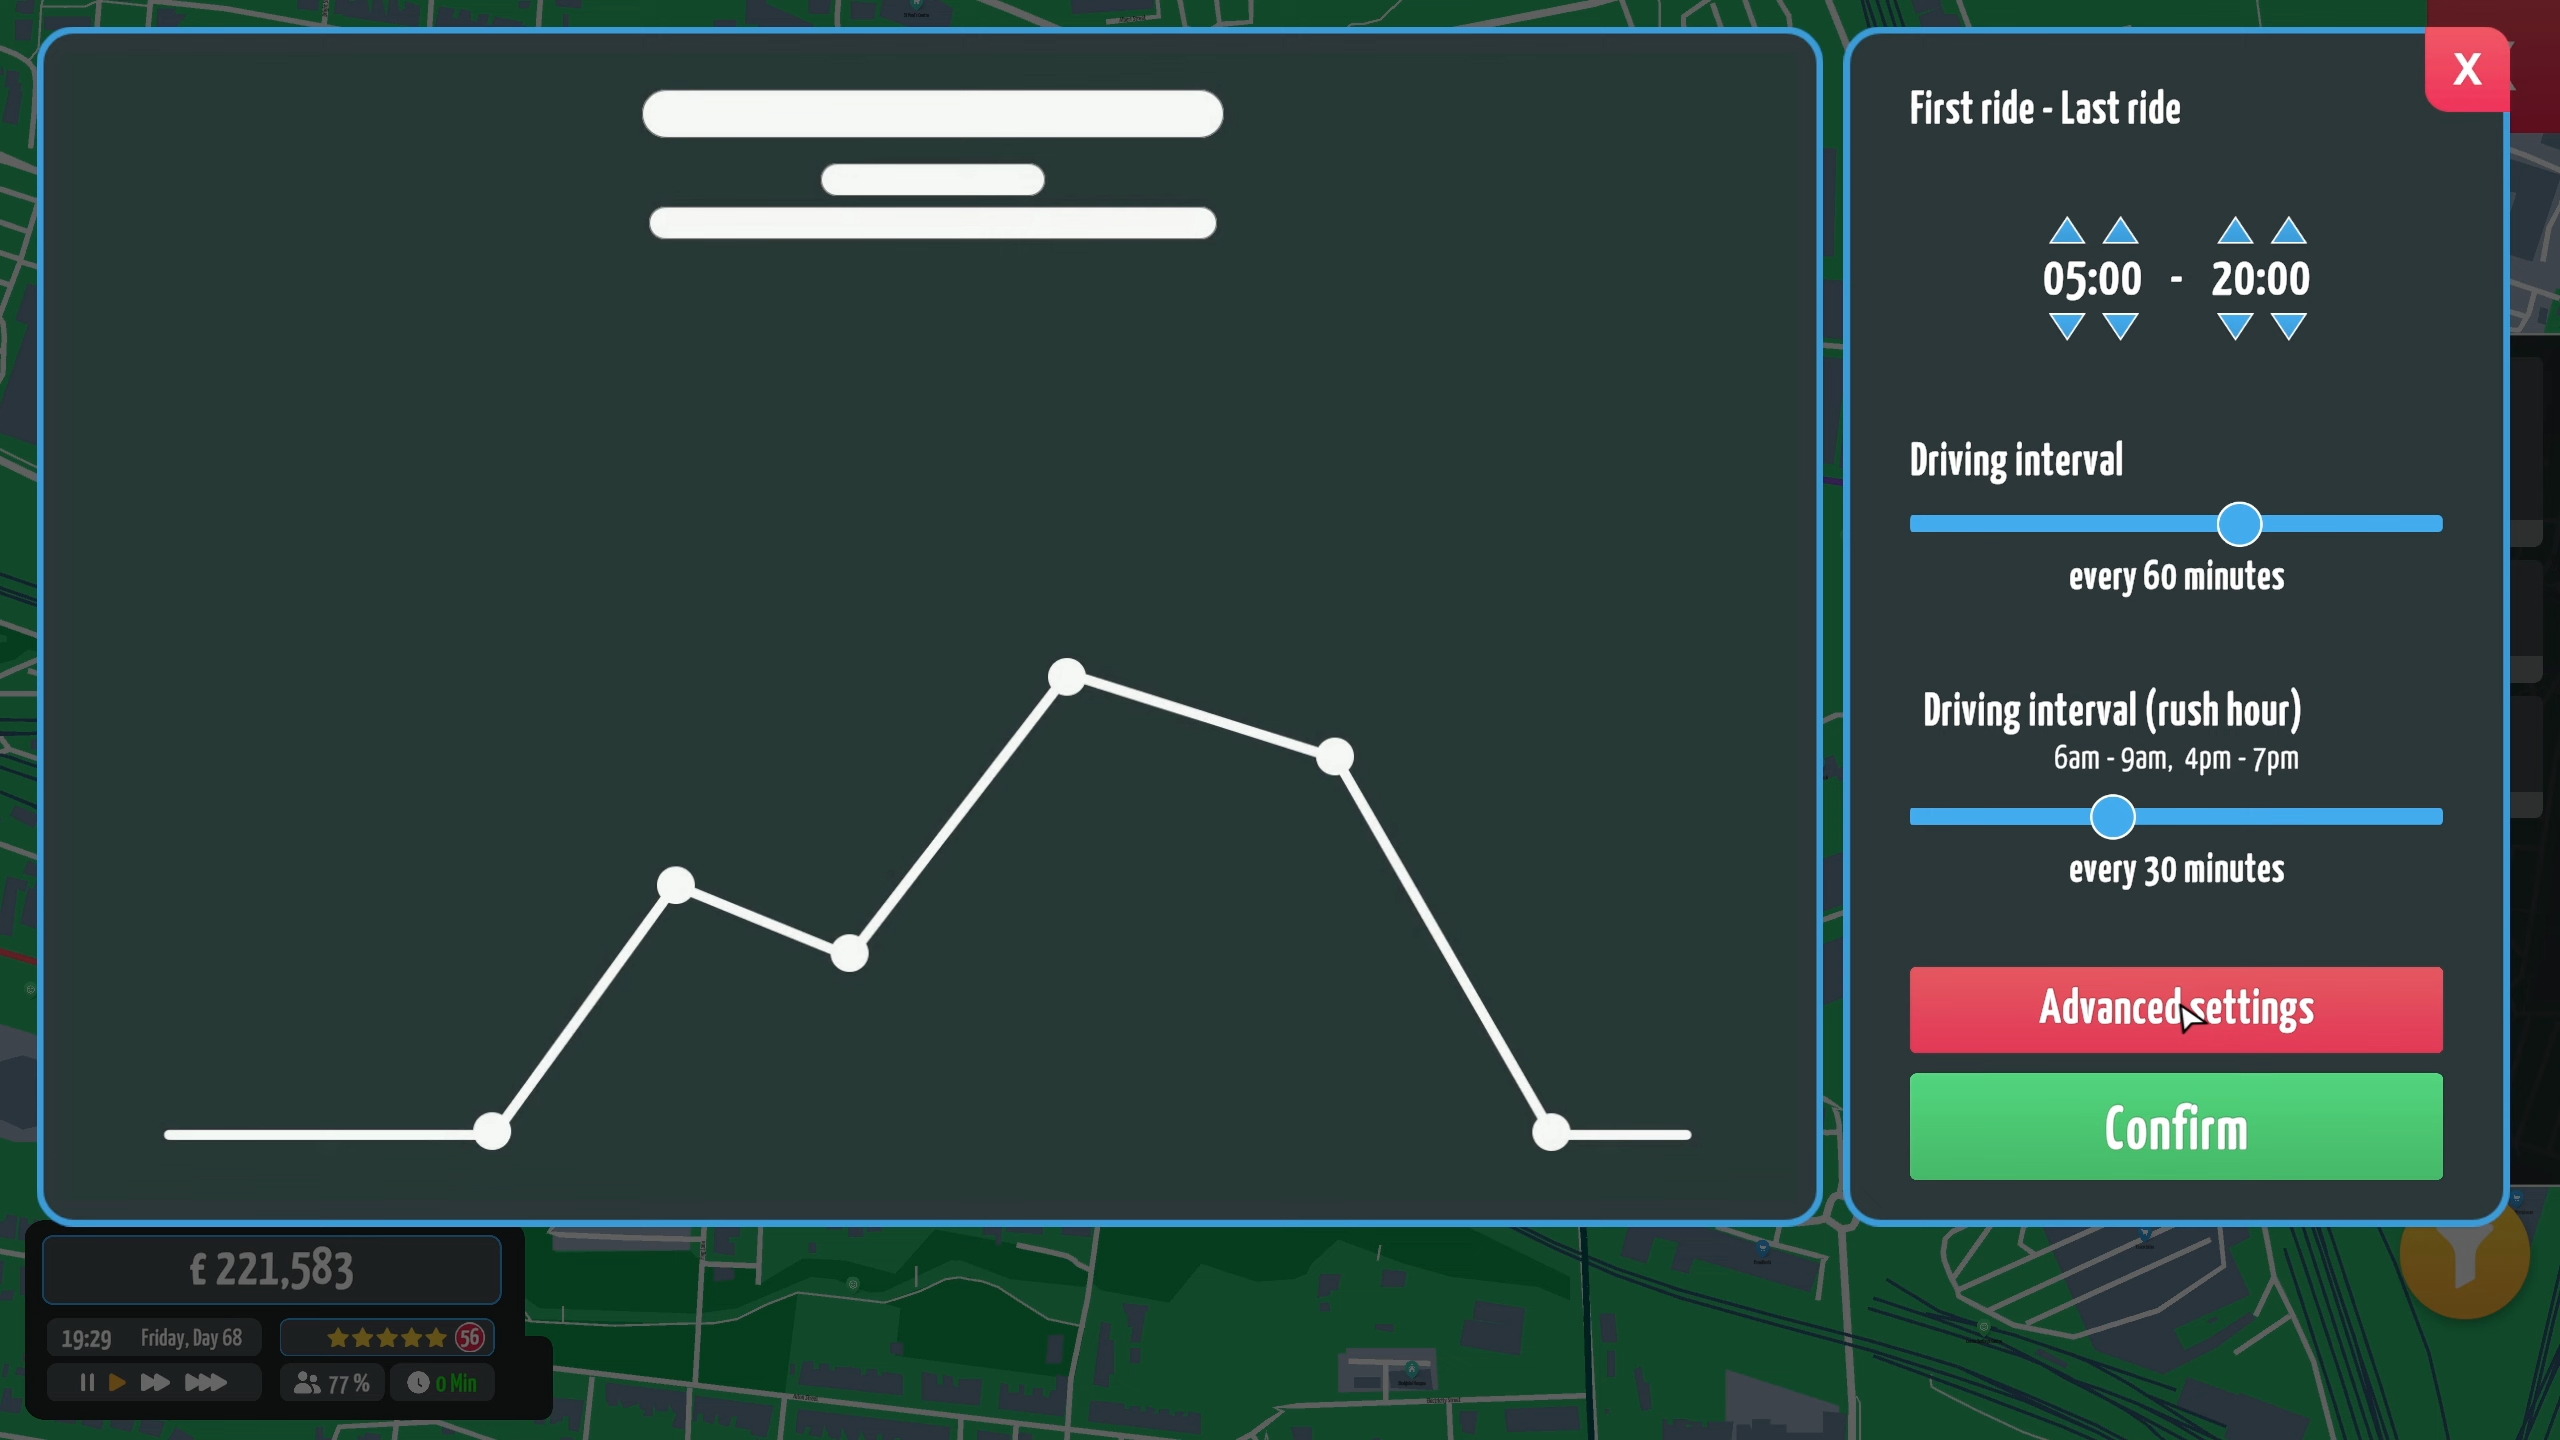 X
First ride - Last ride
05:00 - 20:00
Driving interval
every 60 minutes
Driving interval (rush hour)
6am - 9am, 4pm - 7pm
every 30 minutes
Advanced settings
Confirm
£ 221,583
19:29 Friday, Day 68
56
77 %
0 Min